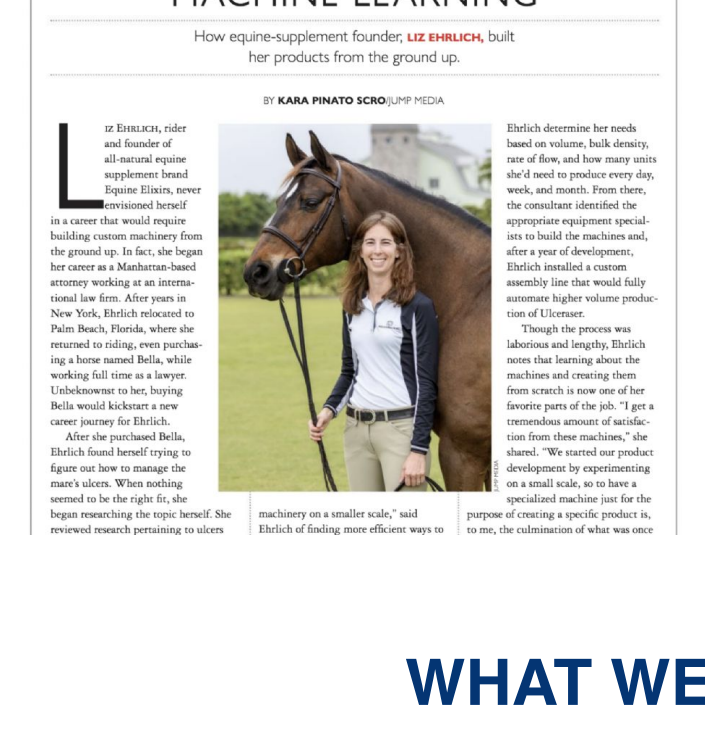 MACHINE LEARNING
How equine-supplement founder, LIZ EHRLICH, built
her products from the ground up.
BY KARA PINATO SCRO/JUMP MEDIA
LIZ EHRLICH, rider
and founder of
all-natural equine
supplement brand
Equine Elixirs, never
envisioned herself
in a career that would require
building custom machinery from
the ground up. In fact, she began
her career as a Manhattan-based
attorney working at an interna-
tional law firm. After years in
New York, Ehrlich relocated to
Palm Beach, Florida, where she
returned to riding, even purchas-
ing a horse named Bella, while
working full time as a lawyer.
Unbeknownst to her, buying
Bella would kickstart a new
career journey for Ehrlich.
After she purchased Bella,
Ehrlich found herself trying to
figure out how to manage the
mare's ulcers. When nothing
seemed to be the right fit, she
began researching the topic herself. She
reviewed research pertaining to ulcers
machinery on a smaller scale,” said
Ehrlich of finding more efficient ways to
JUMP MEDIA
Ehrlich determine her needs
based on volume, bulk density,
rate of flow, and how many units
she'd need to produce every day,
week, and month. From there,
the consultant identified the
appropriate equipment special-
ists to build the machines and,
after a year of development,
Ehrlich installed a custom
assembly line that would fully
automate higher volume produc-
tion of Ulceraser.
Though the process was
laborious and lengthy, Ehrlich
notes that learning about the
machines and creating them
from scratch is now one of her
favorite parts of the job. “I get a
tremendous amount of satisfac-
tion from these machines,” she
shared. “We started our product
development by experimenting
on a small scale, so to have a
specialized machine just for the
purpose of creating a specific product is,
to me, the culmination of what was once
WHAT WE